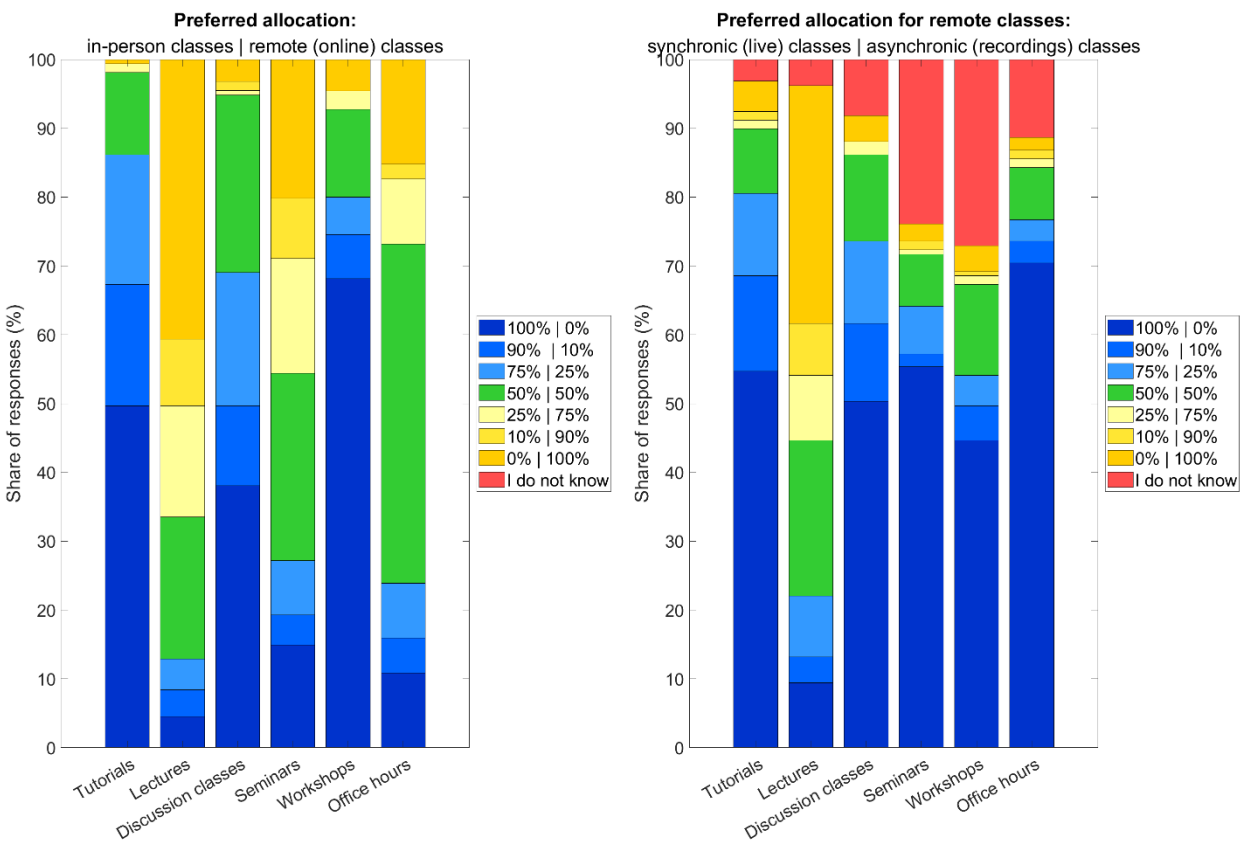 Preferred allocation:
in-person classes | remote (online) classes
100
90
80
70
60
50
40
30
20
10
0
Share of responses (%)
Tutorials
Lectures
Discussion classes
Seminars
Workshops
Office hours
100% | 0%
90% | 10%
75% | 25%
50% | 50%
25% | 75%
10% | 90%
0% | 100%
I do not know
Preferred allocation for remote classes:
synchronic (live) classes | asynchronic (recordings) classes
100
90
80
70
60
50
40
30
20
10
0
Share of responses (%)
Tutorials
Lectures
Discussion classes
Seminars
Workshops
Office hours
100% | 0%
90% | 10%
75% | 25%
50% | 50%
25% | 75%
10% | 90%
0% | 100%
I do not know